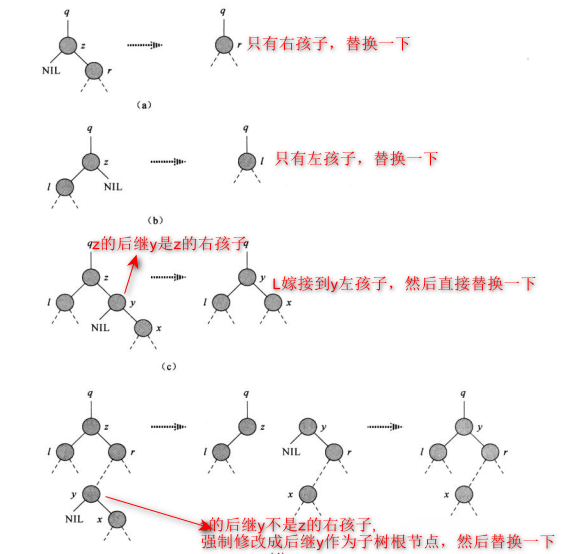 q
z
NIL
r
(a)
q
r 只有右孩子，替换一下
q
z
l
NIL
(b)
q
l 只有左孩子，替换一下
q
z的后继y是z的右孩子
z
l
y
NIL
x
(c)
q
y
l
x
L嫁接到y左孩子，然后直接替换一下
q
z
l
r
y
NIL
x
q
z
l
y
NIL
r
x
q
y
l
r
x
的后继y不是z的右孩子,
强制修改成后继y作为子树根节点，然后替换一下